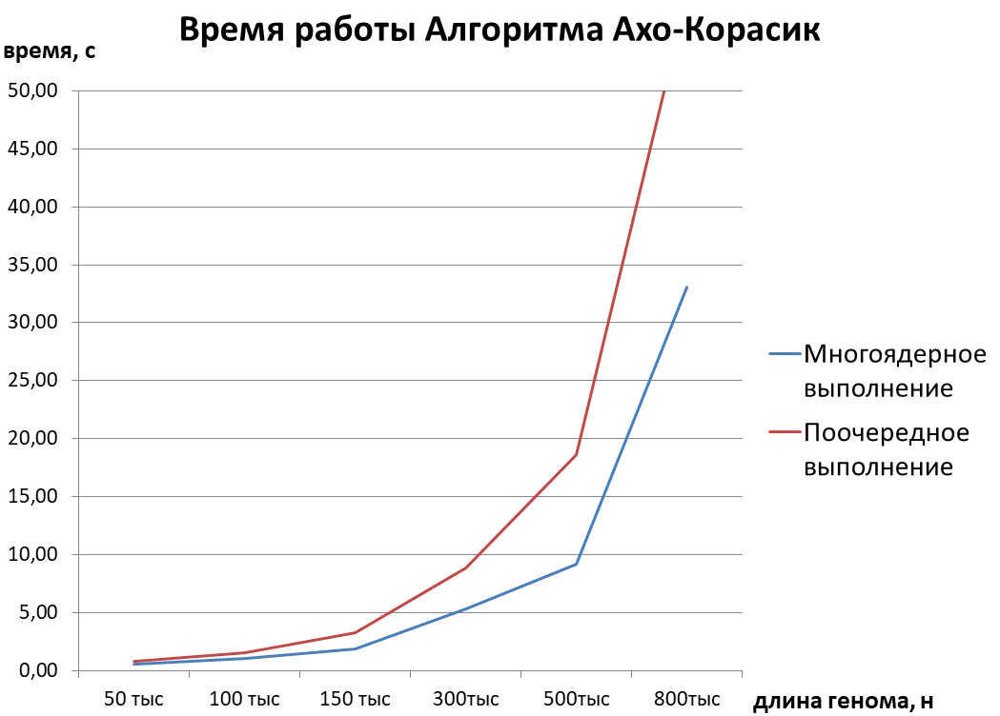 Время работы Алгоритма Ахо-Корасик
время, с
50,00
45,00
40,00
35,00
30,00
25,00
20,00
15,00
10,00
5,00
0,00
50 тыс
100 тыс
150 тыс
300тыс
500тыс
800тыс
длина генома, н
Многоядерное
выполнение
Поочередное
выполнение